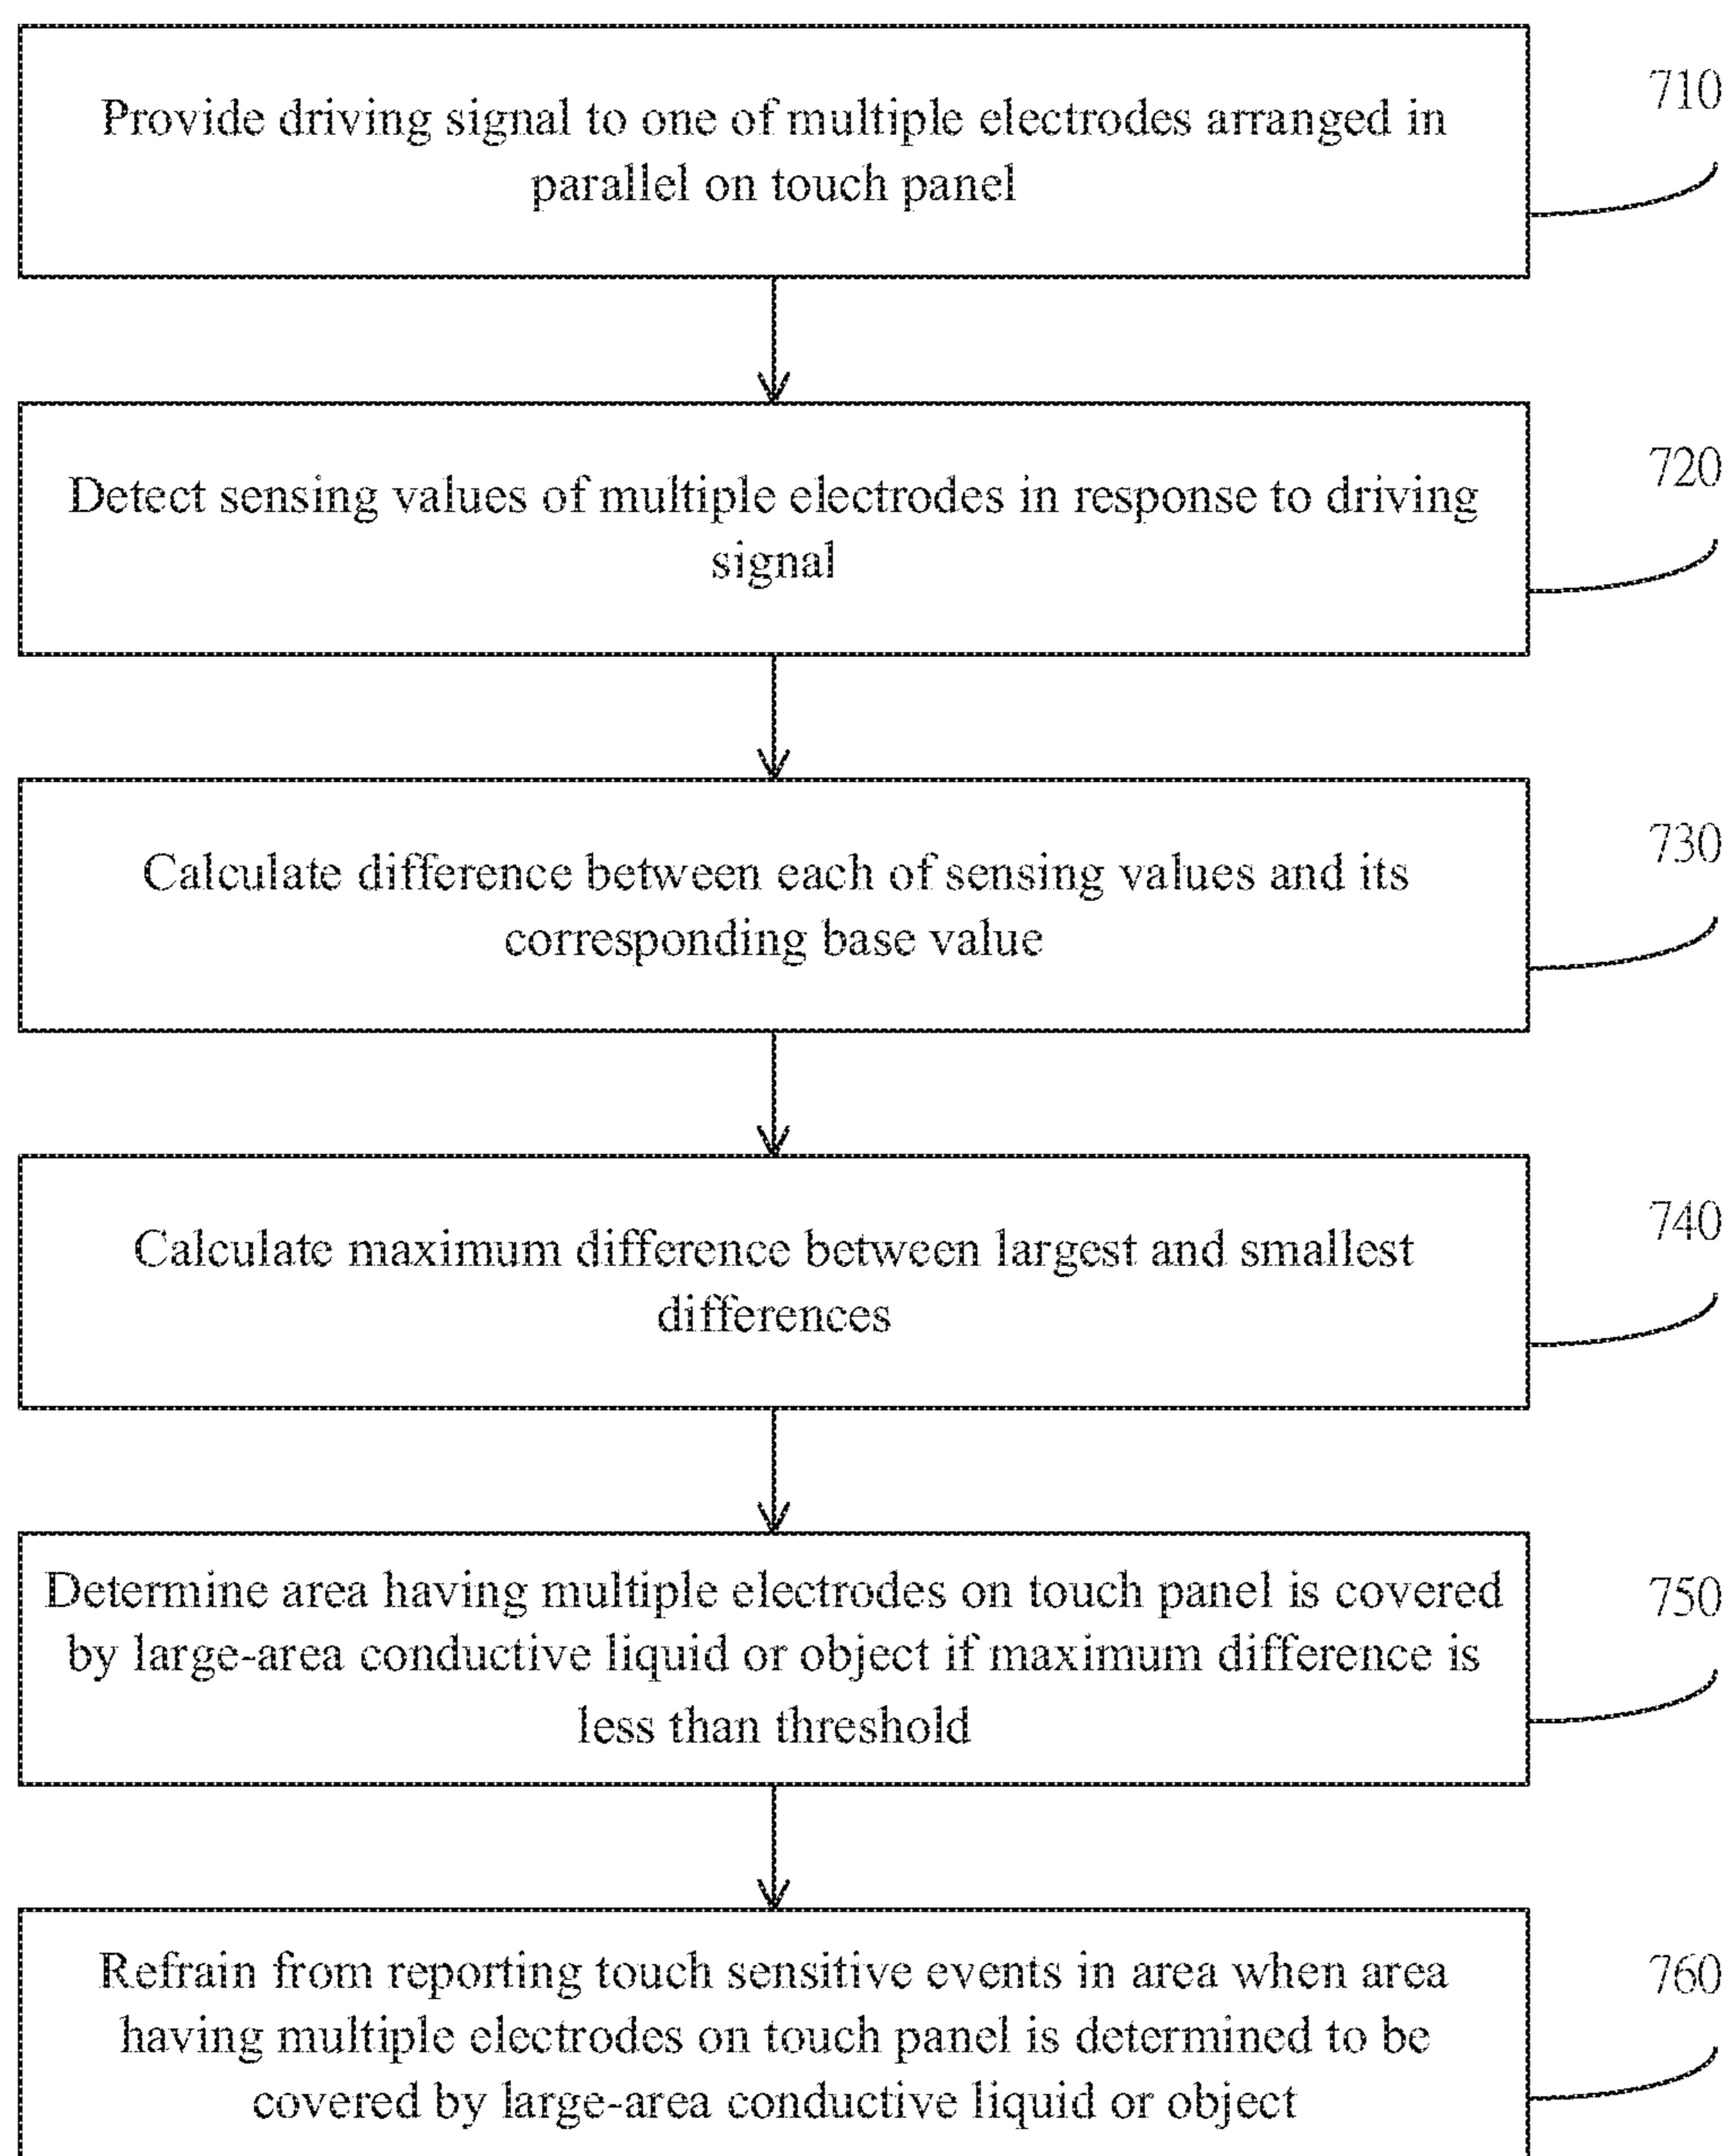 Provide driving signal to one of multiple electrodes arranged in
parallel on touch panel
710
Detect sensing values of multiple electrodes in response to driving
signal
720
Calculate difference between each of sensing values and its
corresponding base value
730
Calculate maximum difference between largest and smallest
differences
740
Determine area having multiple electrodes on touch panel is covered
by large-area conductive liquid or object if maximum difference is
less than threshold
750
Refrain from reporting touch sensitive events in area when area
having multiple electrodes on touch panel is determined to be
covered by large-area conductive liquid or object
760